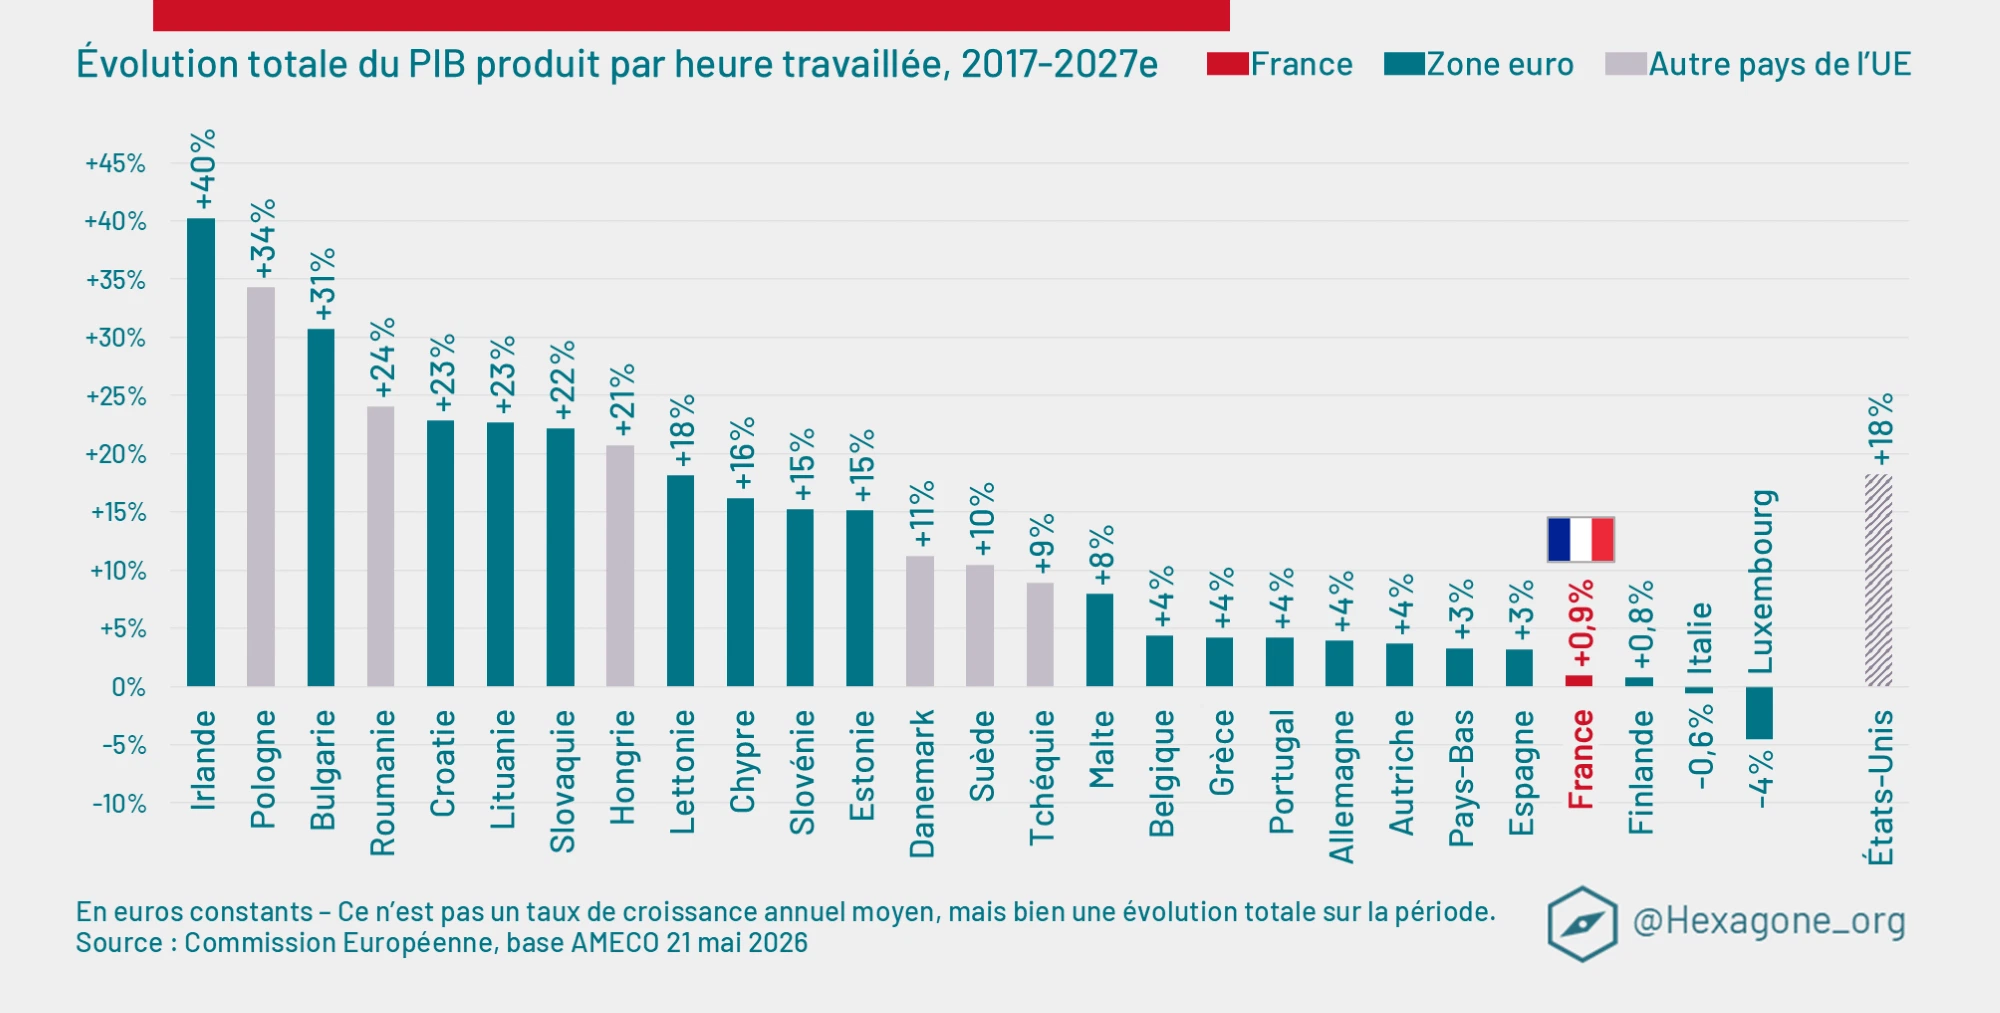 Évolution totale du PIB produit par heure travaillée, 2017-2027e
France
Zone euro
Autre pays de l'UE
+45%
+40%
+35%
+30%
+25%
+20%
+15%
+10%
+5%
0%
-5%
-10%
+40%
+34%
+31%
+24%
+23%
+23%
+22%
+21%
+18%
+16%
+15%
+15%
+11%
+10%
+9%
+8%
+4%
+4%
+4%
+4%
+4%
+3%
+3%
+0,9%
+0,8%
-0,6%
-4%
+18%
Irlande
Pologne
Bulgarie
Roumanie
Croatie
Lituanie
Slovaquie
Hongrie
Lettonie
Chypre
Slovénie
Estonie
Danemark
Suède
Tchéquie
Malte
Belgique
Grèce
Portugal
Allemagne
Autriche
Pays-Bas
Espagne
France
Finlande
Italie
Luxembourg
États-Unis
En euros constants – Ce n'est pas un taux de croissance annuel moyen, mais bien une évolution totale sur la période.
Source : Commission Européenne, base AMECO 21 mai 2026
@Hexagone_org